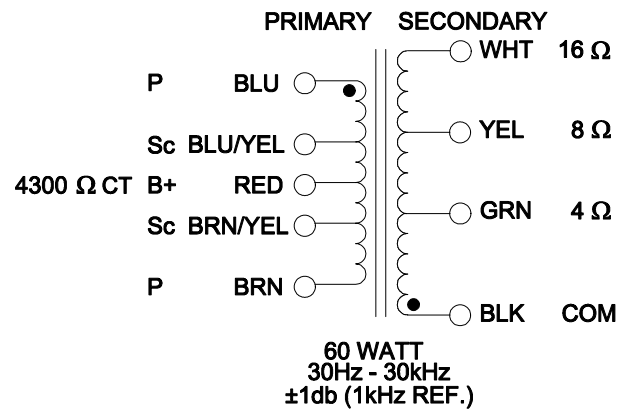 PRIMARY SECONDARY
WHT 16 Ω
P BLU
YEL 8 Ω
Sc BLU/YEL
4300 Ω CT B+ RED
GRN 4 Ω
Sc BRN/YEL
P BRN
BLK COM
60 WATT
30Hz - 30kHz
±1db (1kHz REF.)